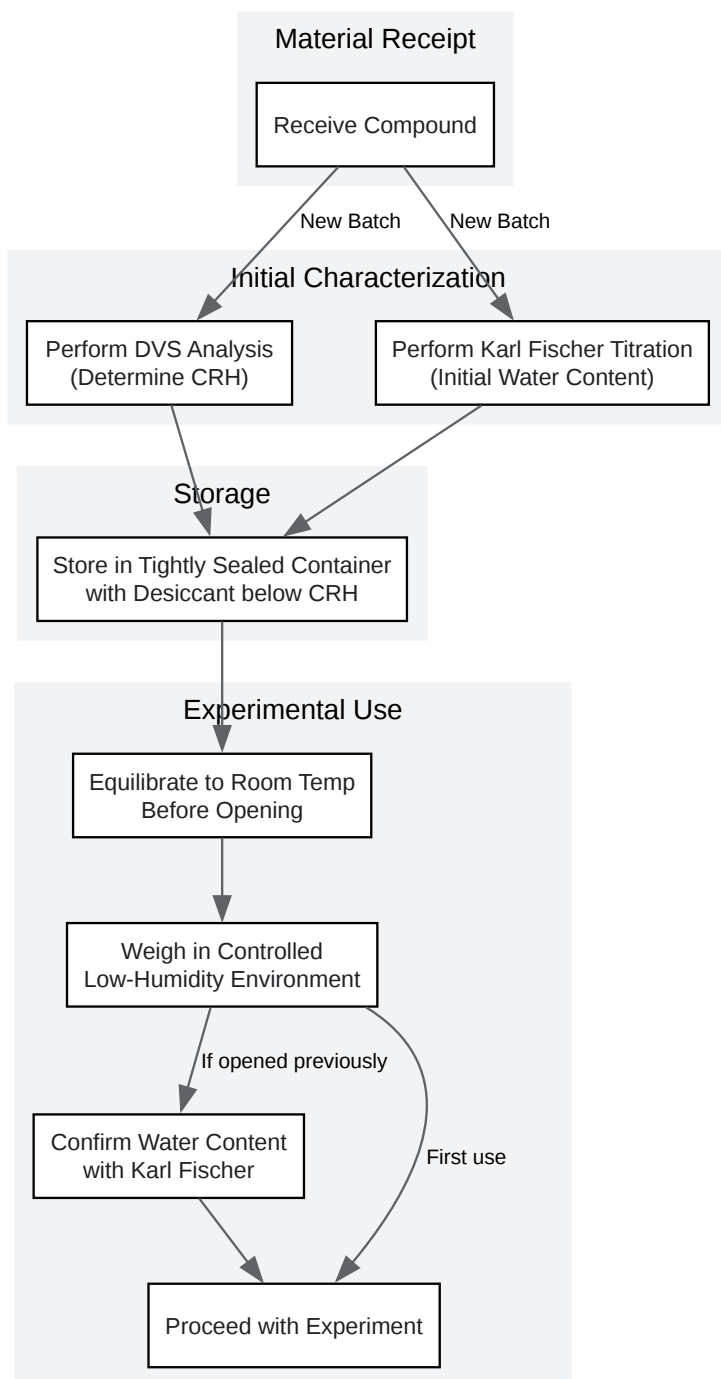 Material Receipt
Receive Compound
New Batch
New Batch
Initial Characterization
Perform DVS Analysis
(Determine CRH)
Perform Karl Fischer Titration
(Initial Water Content)
Storage
Store in Tightly Sealed Container
with Desiccant below CRH
Experimental Use
Equilibrate to Room Temp
Before Opening
Weigh in Controlled
Low-Humidity Environment
If opened previously
Confirm Water Content
with Karl Fischer
First use
Proceed with Experiment